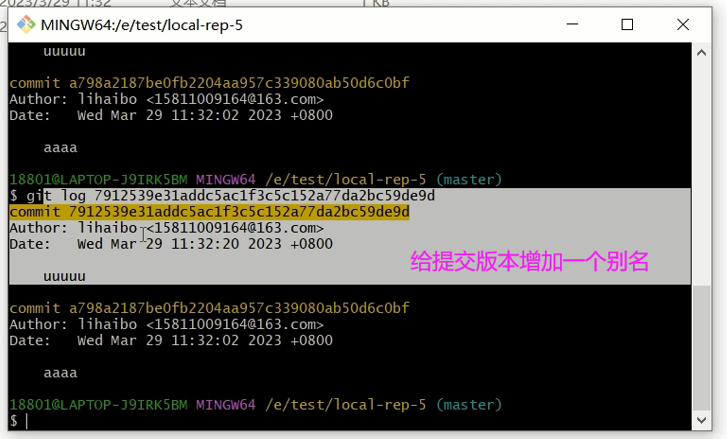 2023/3/29 11:32 文本文档 1 KB
MINGW64:/e/test/local-rep-5
uuuuu
commit a798a2187be0fb2204aa957c339080ab50d6c0bf
Author: lihaibo <15811009164@163.com>
Date:   Wed Mar 29 11:32:02 2023 +0800
aaaa
18801@LAPTOP-J9IRK5BM MINGW64 /e/test/local-rep-5 (master)
$ git log 7912539e31addc5ac1f3c5c152a77da2bc59de9d
commit 7912539e31addc5ac1f3c5c152a77da2bc59de9d
Author: lihaibo <15811009164@163.com>
Date:   Wed Mar 29 11:32:20 2023 +0800
给提交版本增加一个别名
uuuuu
commit a798a2187be0fb2204aa957c339080ab50d6c0bf
Author: lihaibo <15811009164@163.com>
Date:   Wed Mar 29 11:32:02 2023 +0800
aaaa
18801@LAPTOP-J9IRK5BM MINGW64 /e/test/local-rep-5 (master)
$